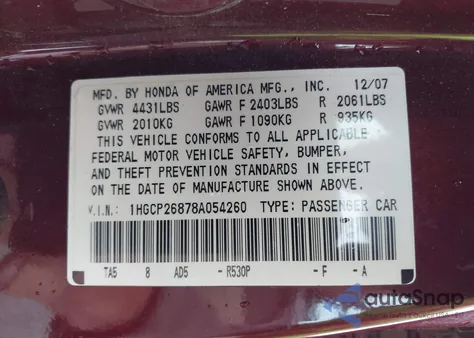 MFD. BY HONDA OF AMERICA MFG., INC. 12/07
GVWR 4431LBS GAWR F 2403LBS R 2061LBS
GVWR 2010KG GAWR F 1090KG R 935KG
THIS VEHICLE CONFORMS TO ALL APPLICABLE
FEDERAL MOTOR VEHICLE SAFETY, BUMPER,
AND THEFT PREVENTION STANDARDS IN EFFECT
ON THE DATE OF MANUFACTURE SHOWN ABOVE.
V.I.N.: 1HGCP26878A054260 TYPE: PASSENGER CAR
TA5 8 AD5 -R530P -F -A
autoSnap